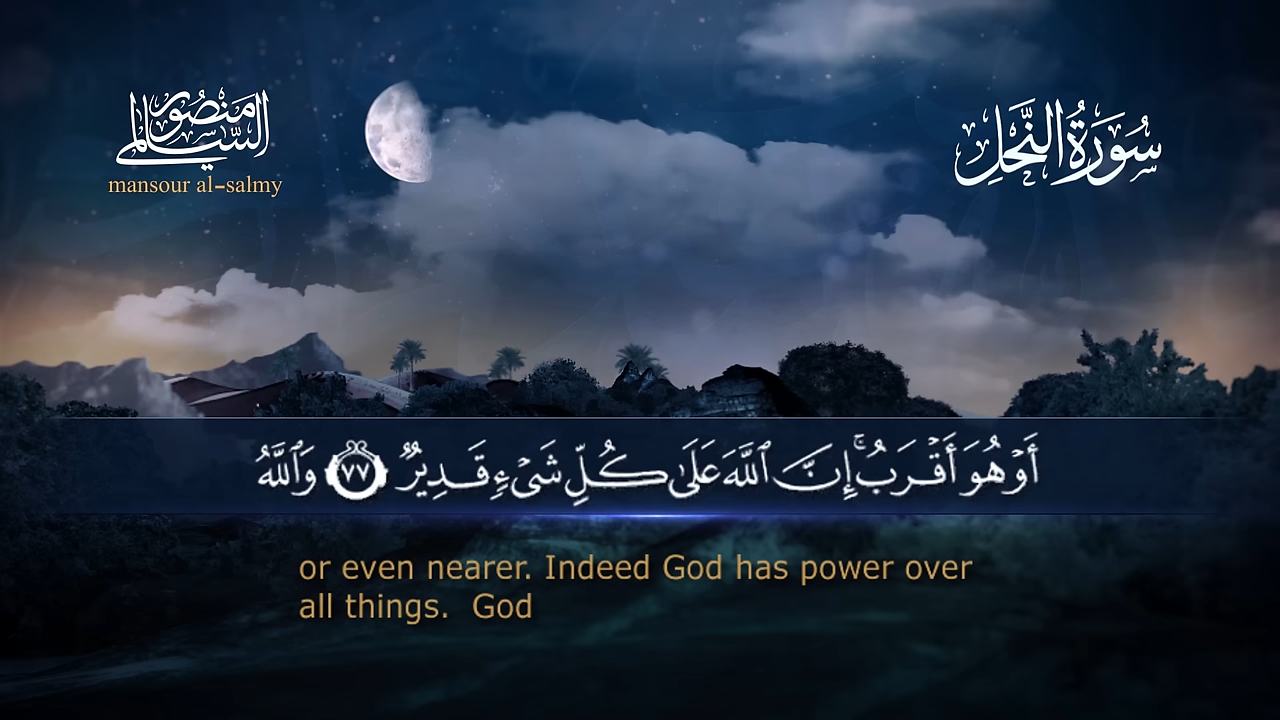 منصور
السالمي
mansour al-salmy
سُورَةُ النَّحْلِ
أَوْ هُوَ أَقْرَبُ ۚ إِنَّ ٱللَّهَ عَلَىٰ كُلِّ شَىْءٍ قَدِيرٌ ٧٧ وَٱللَّهُ
or even nearer. Indeed God has power over
all things. God